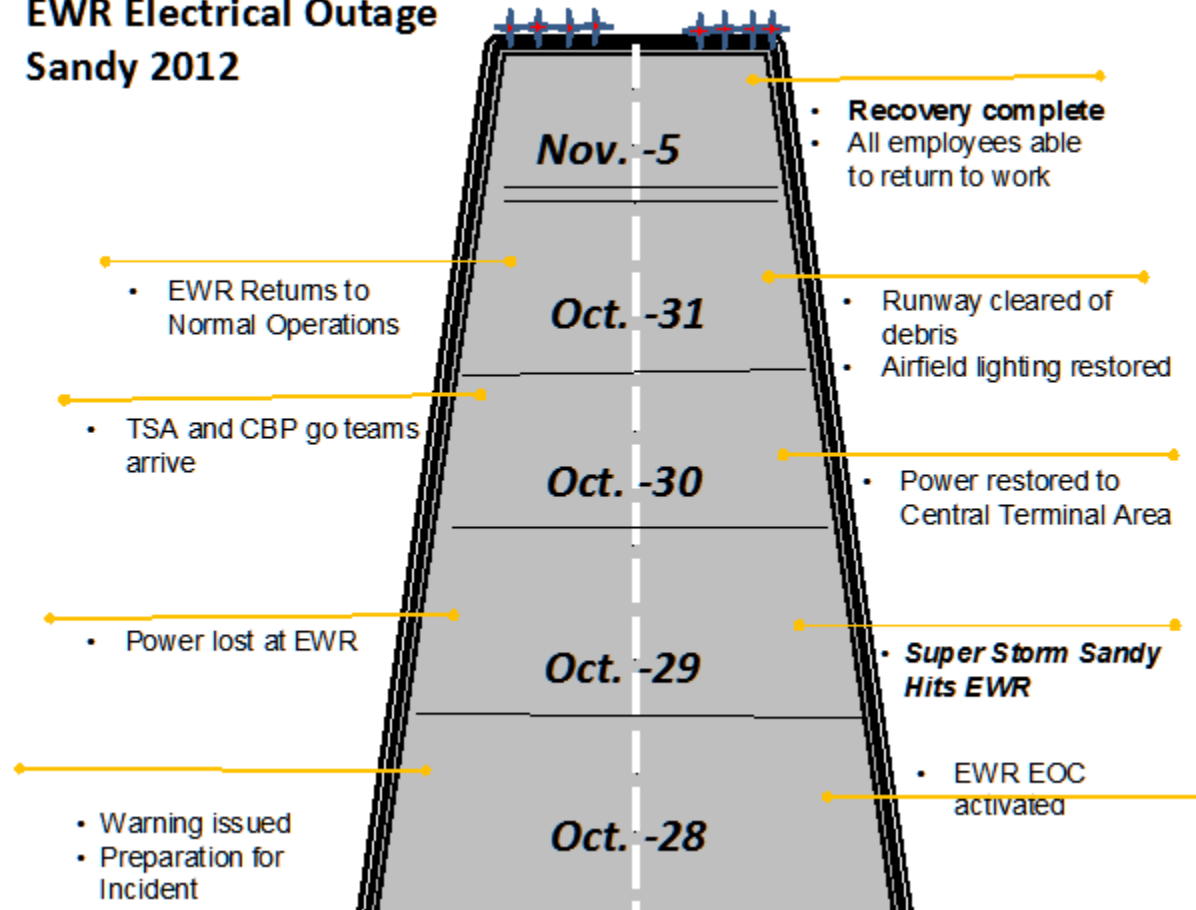 EWR Electrical Outage
Sandy 2012
• Recovery complete
• All employees able
to return to work
Nov. -5
• EWR Returns to
Normal Operations
Oct. -31
• Runway cleared of
debris
• Airfield lighting restored
• TSA and CBP go teams
arrive
Oct. -30
• Power restored to
Central Terminal Area
• Power lost at EWR
Oct. -29
• Super Storm Sandy
Hits EWR
• EWR EOC
activated
• Warning issued
• Preparation for
Incident
Oct. -28